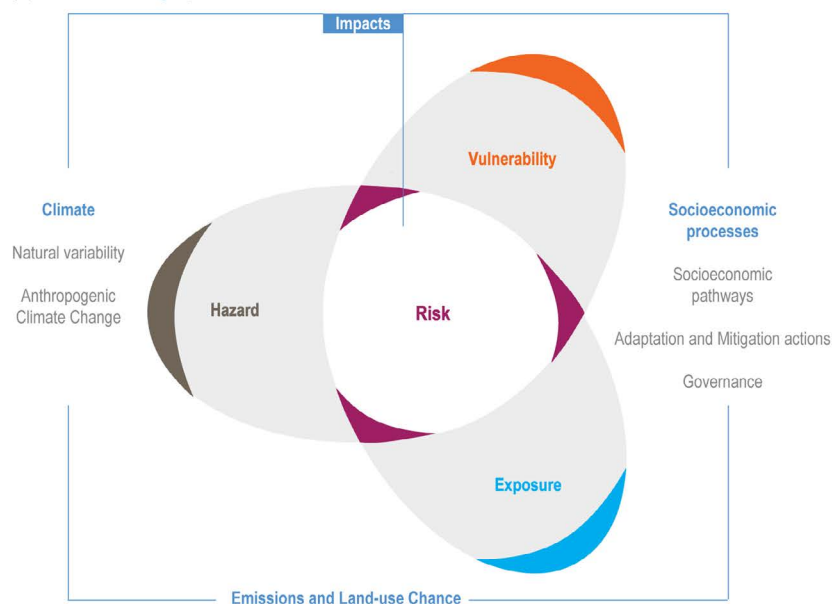 Impacts
Vulnerability
Climate
Natural variability
Anthropogenic
Climate Change
Hazard
Risk
Socioeconomic
processes
Socioeconomic
pathways
Adaptation and Mitigation actions
Governance
Exposure
Emissions and Land-use Chance